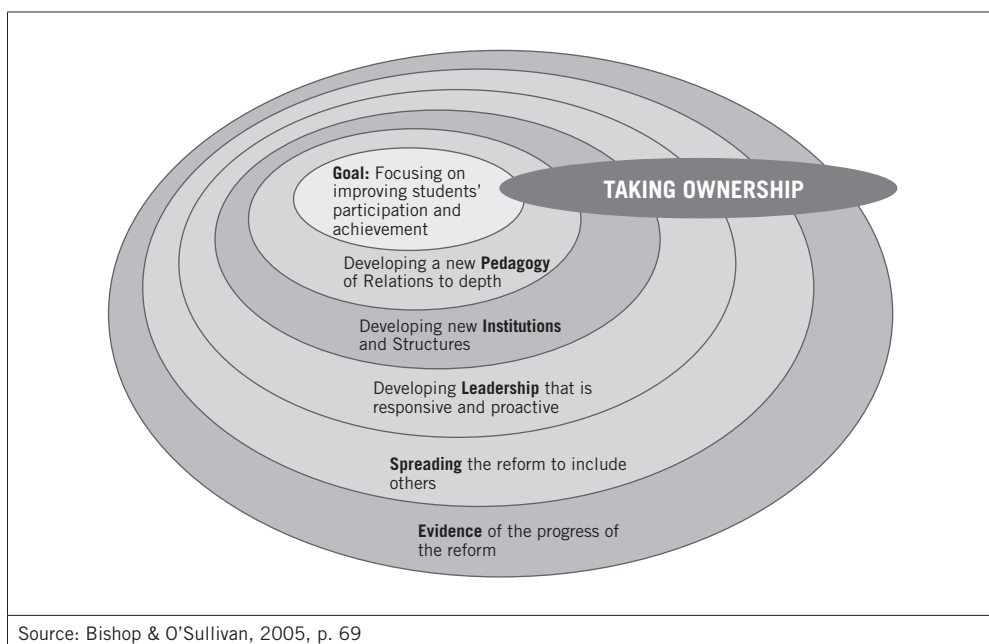 Goal: Focusing on
improving students’
participation and
achievement
TAKING OWNERSHIP
Developing a new Pedagogy
of Relations to depth
Developing new Institutions
and Structures
Developing Leadership that is
responsive and proactive
Spreading the reform to include
others
Evidence of the progress of
the reform
Source: Bishop & O’Sullivan, 2005, p. 69